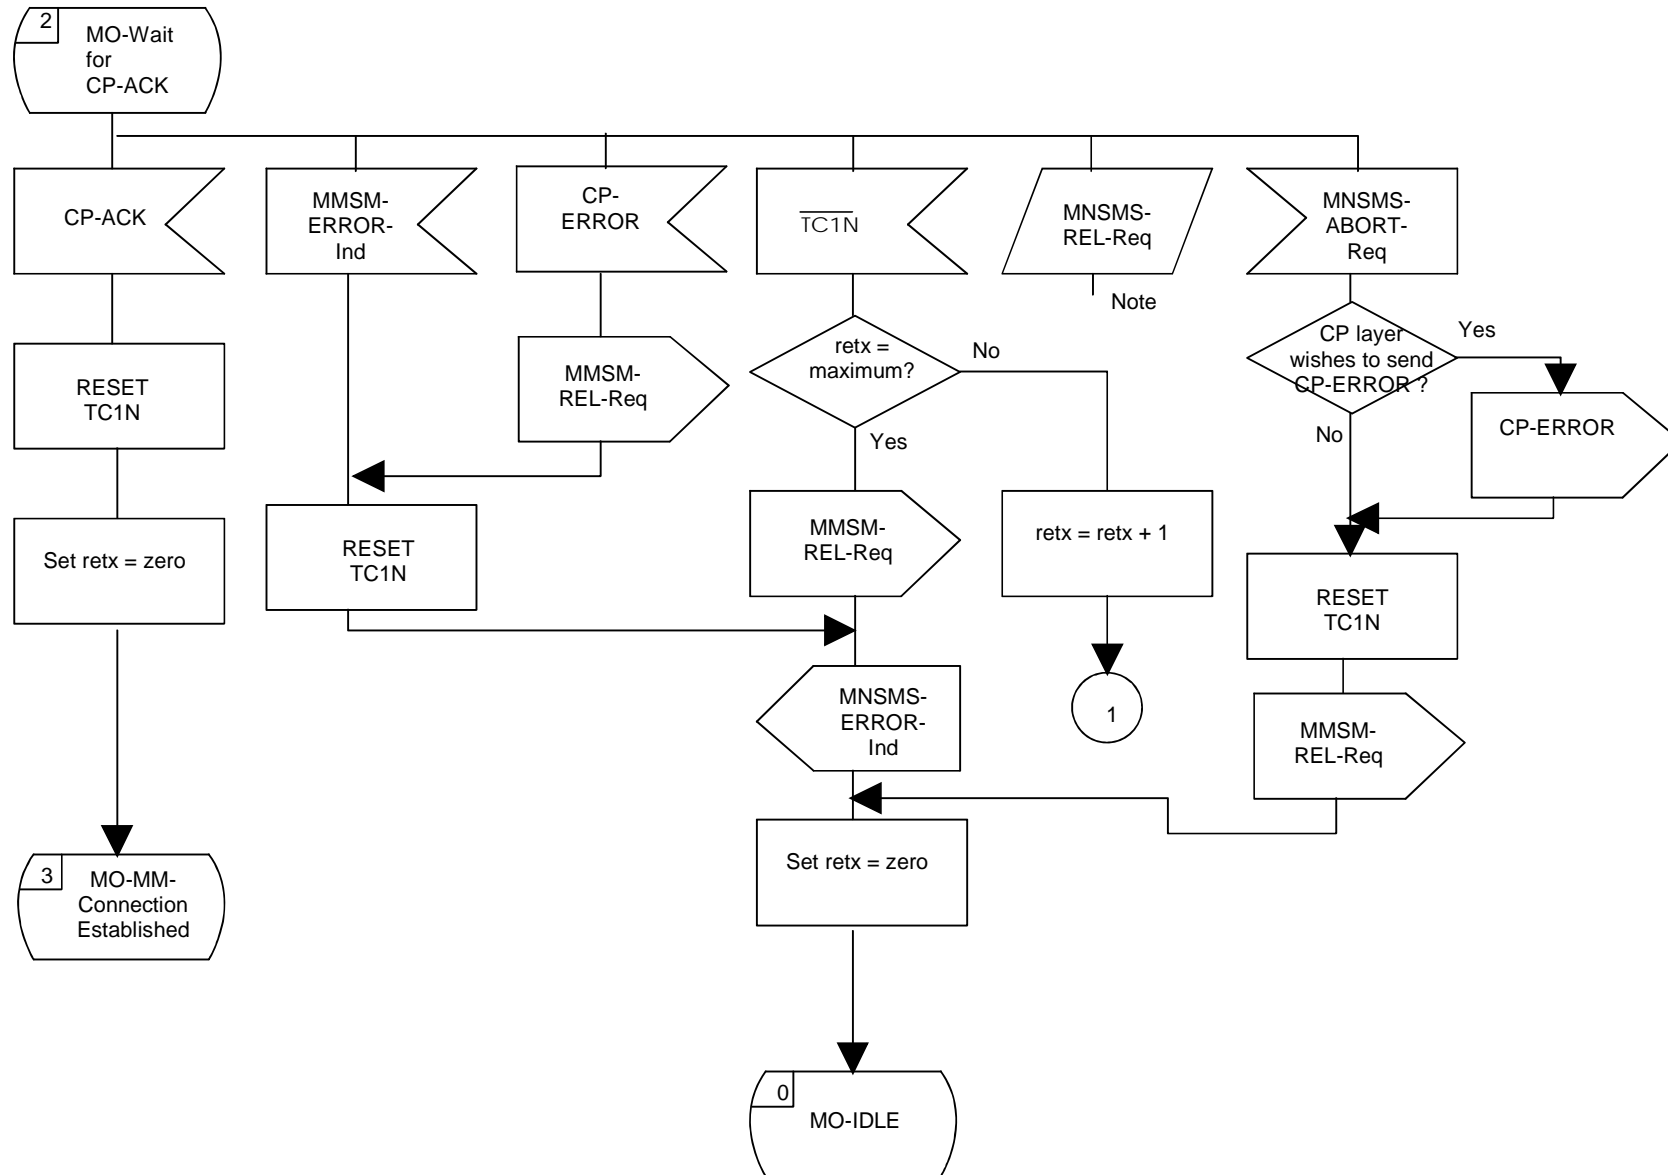 2
MO-Wait
for
CP-ACK
CP-ACK
MMSM-
ERROR-
Ind
CP-
ERROR
TC1N
MNSMS-
REL-Req
Note
MNSMS-
ABORT-
Req
RESET
TC1N
MMSM-
REL-Req
retx =
maximum?
No
Yes
CP layer
wishes to send
CP-ERROR ?
Yes
No
CP-ERROR
Set retx = zero
RESET
TC1N
MMSM-
REL-Req
retx = retx + 1
RESET
TC1N
MNSMS-
ERROR-
Ind
1
MMSM-
REL-Req
Set retx = zero
3
MO-MM-
Connection
Established
0
MO-IDLE